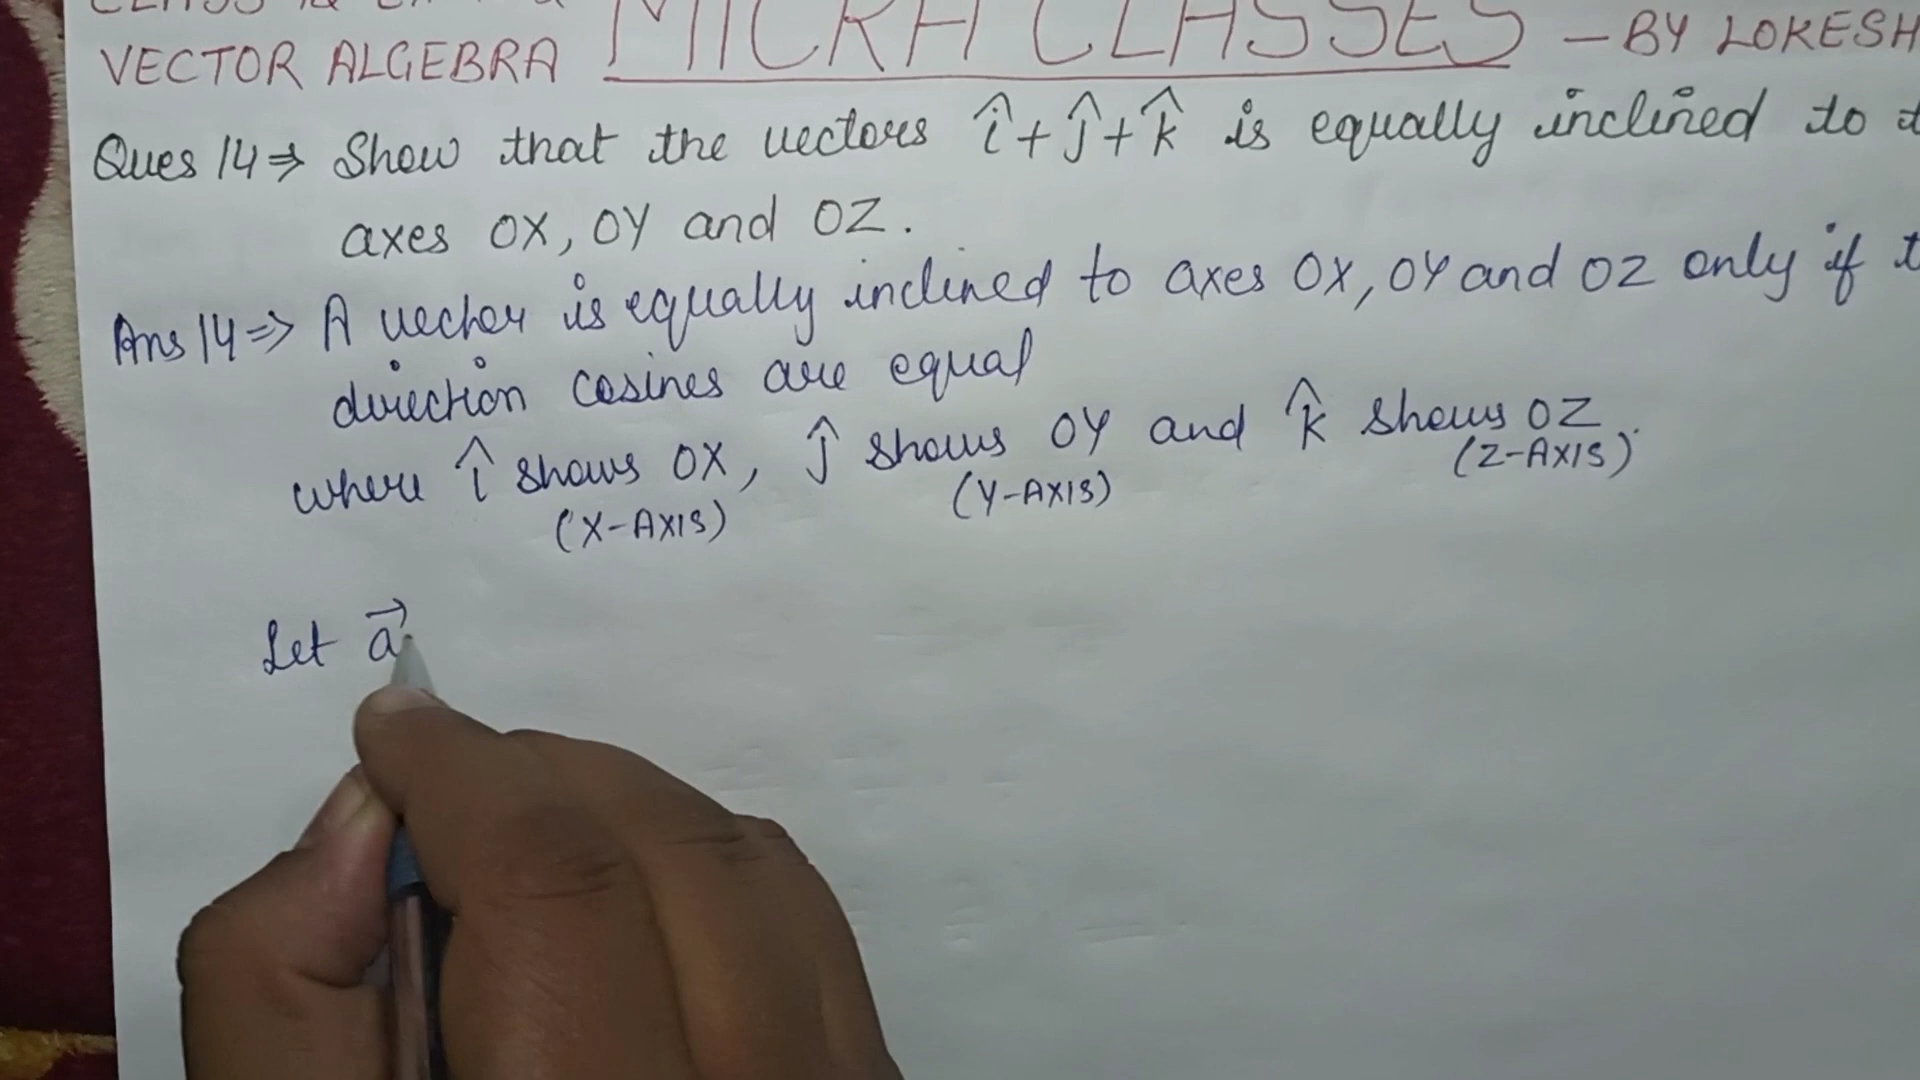 VECTOR ALGEBRA MICRA CLASSES - BY LOKESH
Ques 14⇒ Show that the vectors î+ĵ+k̂ is equally inclined to
axes OX, OY and OZ.
Ans 14⇒ A vector is equally inclined to axes OX, OY and OZ only if
direction cosines are equal
where î shows OX, ĵ shows OY and k̂ shows OZ.
(X-AXIS) (Y-AXIS) (Z-AXIS)
Let a⃗